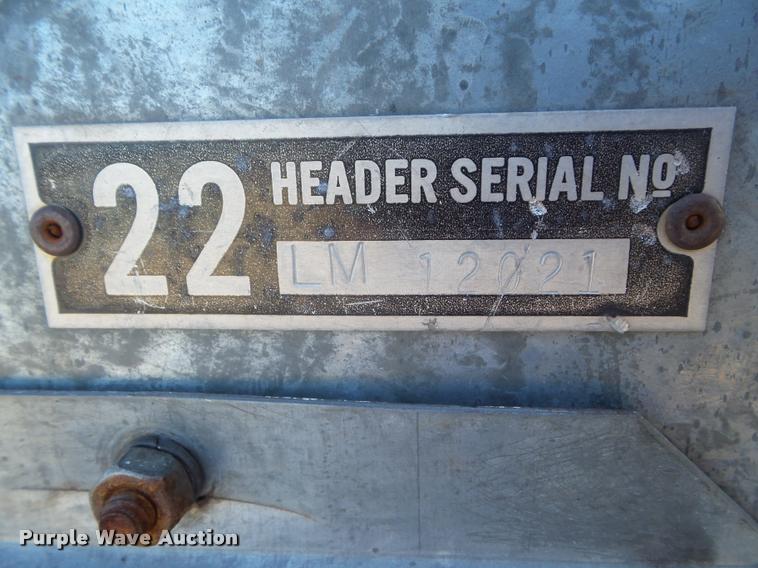 22
HEADER SERIAL NO
LM 12021
Purple Wave Auction